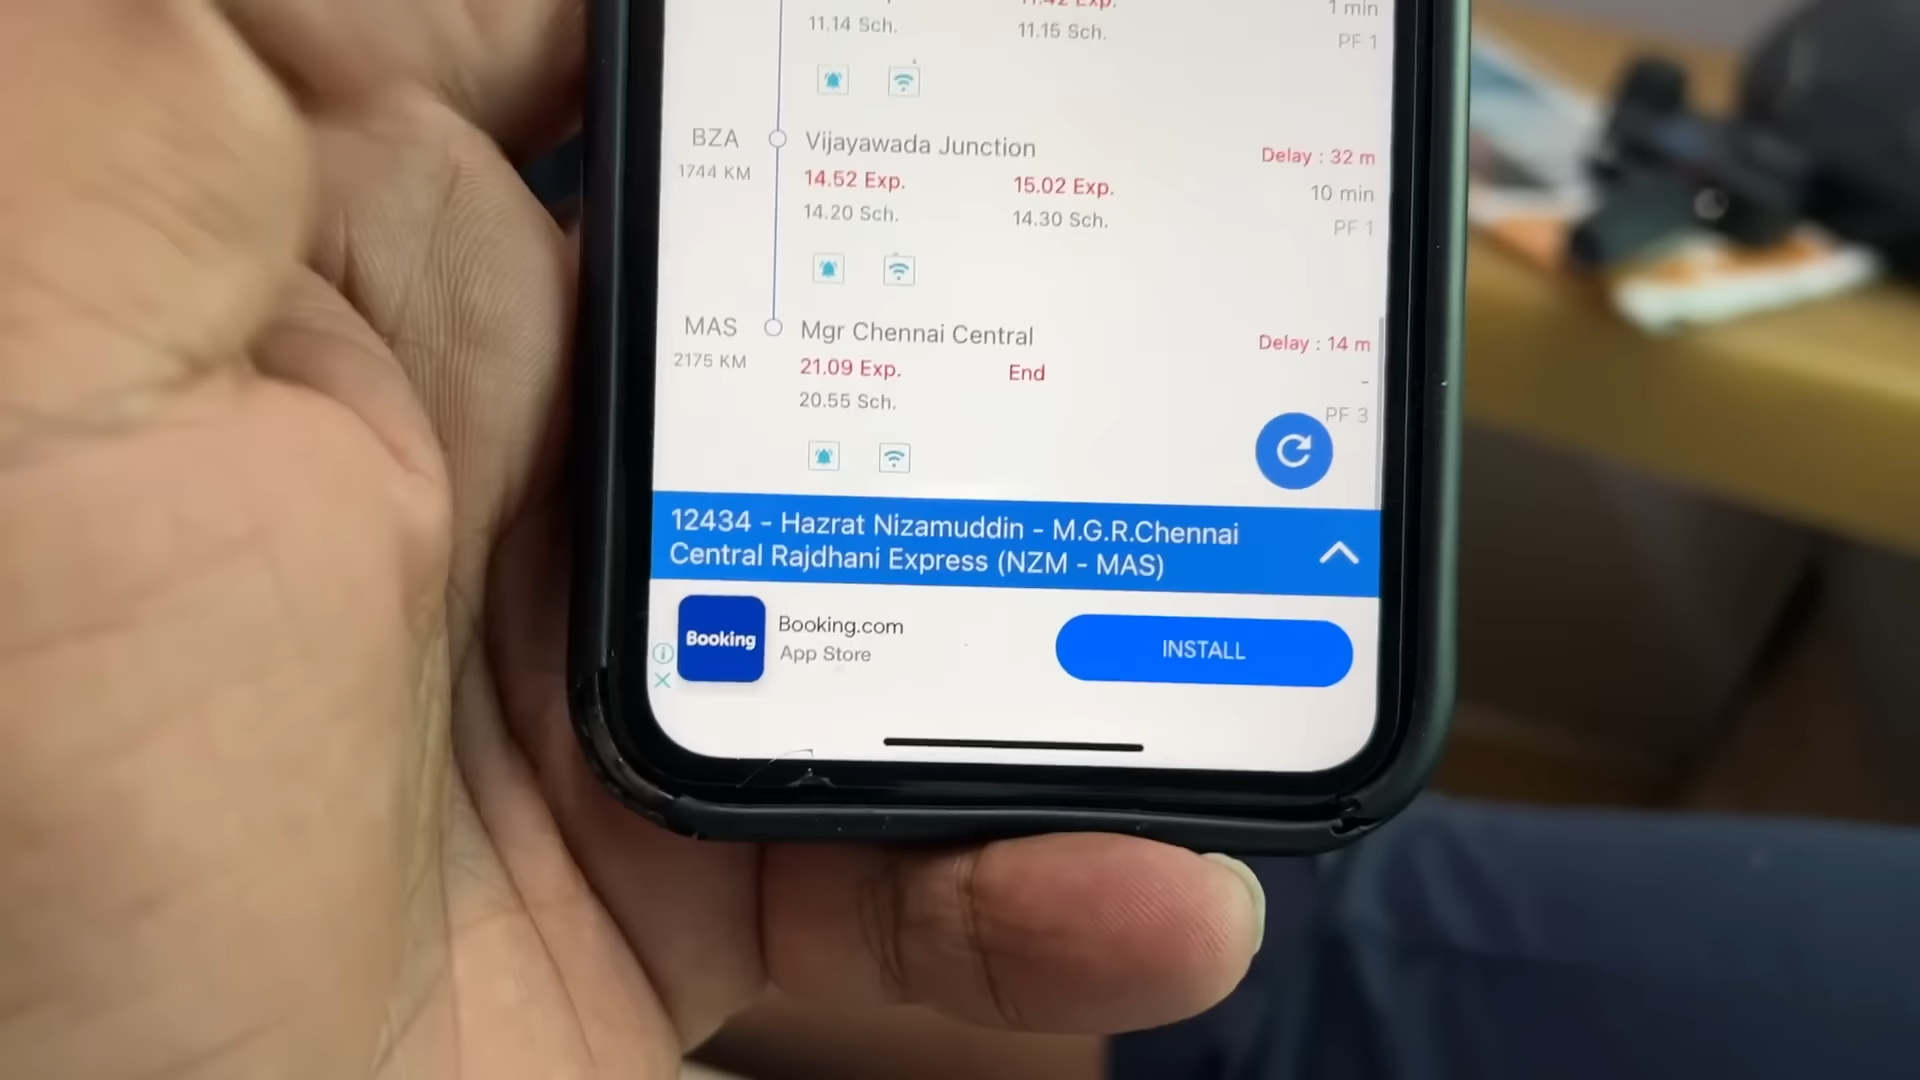 11.42 Exp.
1 min
11.14 Sch.
11.15 Sch.
PF 1
BZA
Vijayawada Junction
Delay : 32 m
1744 KM
14.52 Exp.
15.02 Exp.
10 min
14.20 Sch.
14.30 Sch.
PF 1
MAS
Mgr Chennai Central
Delay : 14 m
2175 KM
21.09 Exp.
End
-
20.55 Sch.
PF 3
12434 - Hazrat Nizamuddin - M.G.R.Chennai
Central Rajdhani Express (NZM - MAS)
Booking
Booking.com
App Store
INSTALL